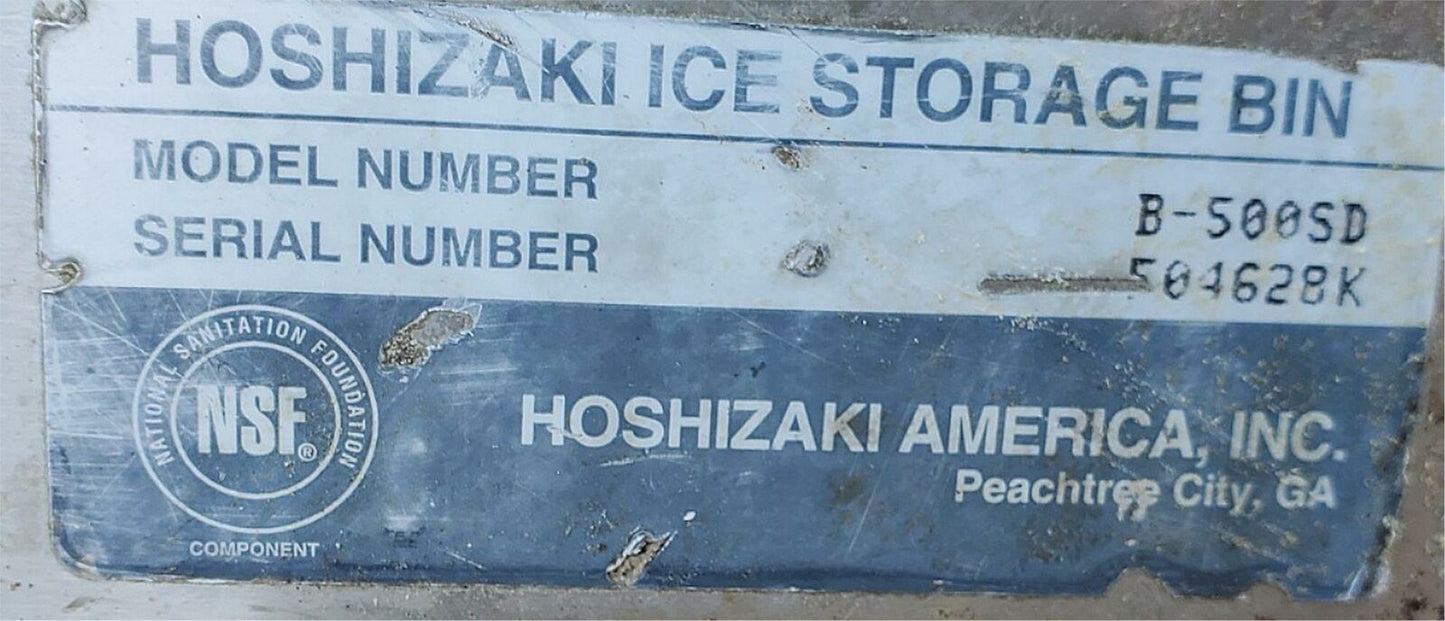 HOSHIZAKI ICE STORAGE BIN
MODEL NUMBER B-500SD
SERIAL NUMBER 504628K
NATIONAL SANITATION FOUNDATION
NSF®
COMPONENT
HOSHIZAKI AMERICA, INC.
Peachtree City, GA